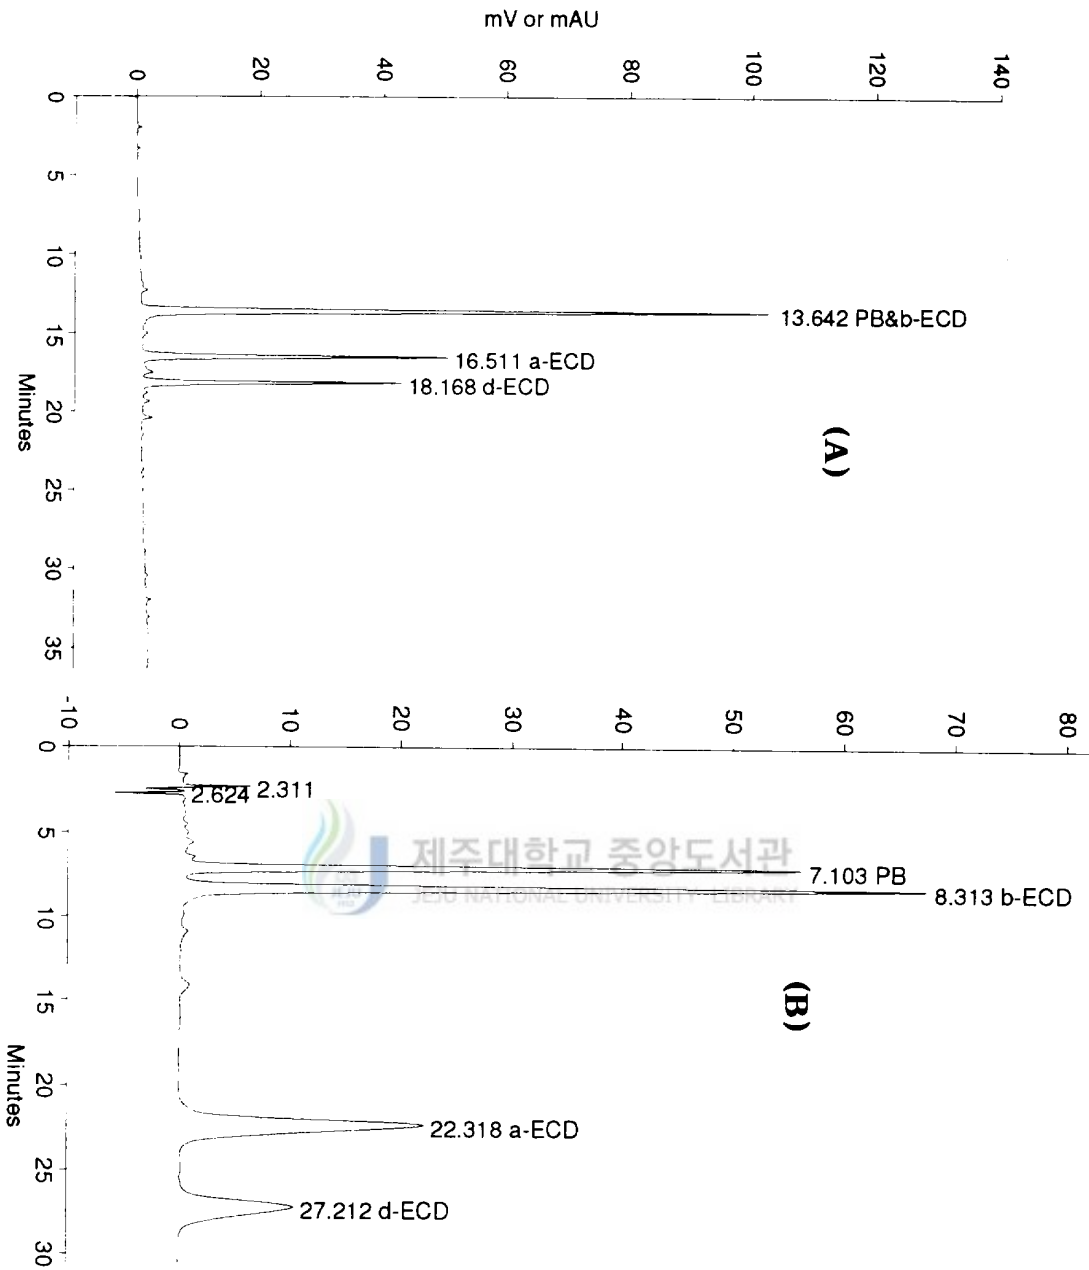 mV or mAU
0 20 40 60 80 100 120 140
0 5 10 15 20 25 30 35
Minutes
13.642 PB&b-ECD
16.511 a-ECD
18.168 d-ECD
(A)
-10 0 10 20 30 40 50 60 70 80
0 5 10 15 20 25 30
Minutes
2.311
2.624
7.103 PB
8.313 b-ECD
22.318 a-ECD
27.212 d-ECD
(B)
제주대학교 중앙도서관
JEJU NATIONAL UNIVERSITY LIBRARY